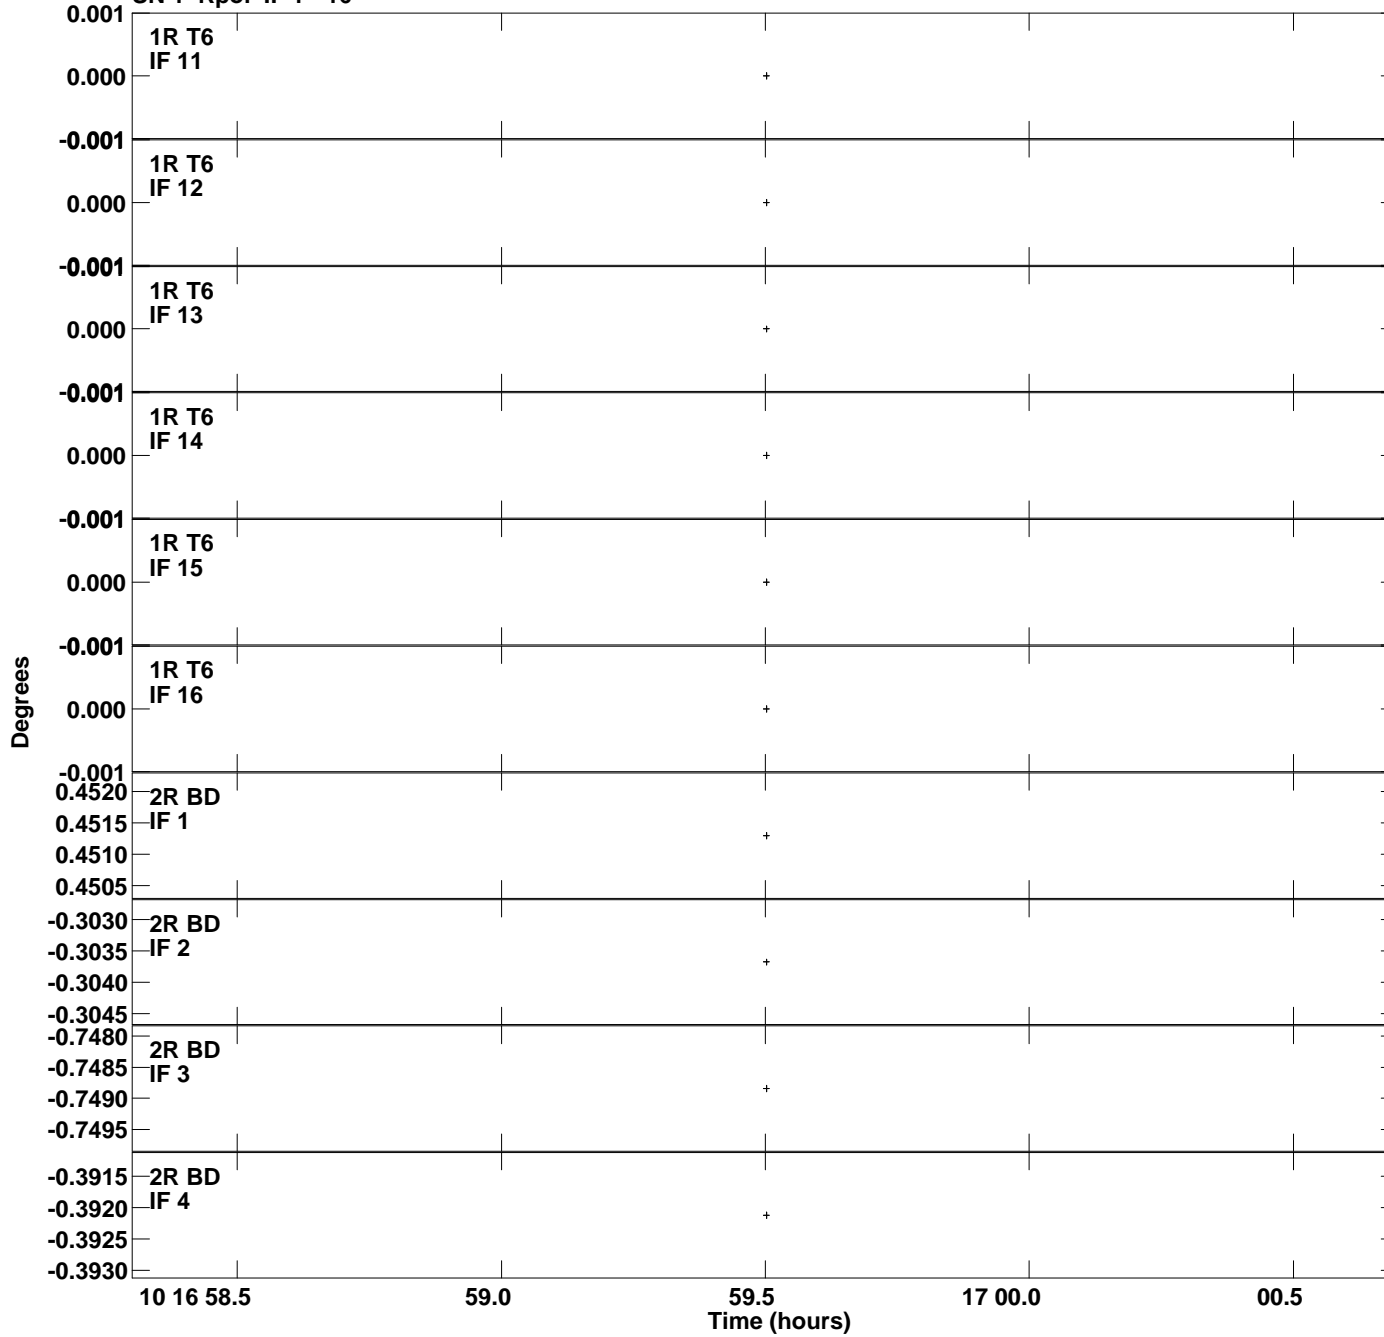 0.001
1R T6
IF 11
0.000
-0.001
1R T6
IF 12
0.000
-0.001
1R T6
IF 13
0.000
-0.001
1R T6
IF 14
0.000
-0.001
1R T6
IF 15
0.000
-0.001
1R T6
IF 16
0.000
-0.001
Degrees
0.4520
2R BD
IF 1
0.4515
0.4510
0.4505
-0.3030
2R BD
IF 2
-0.3035
-0.3040
-0.3045
-0.7480
2R BD
IF 3
-0.7485
-0.7490
-0.7495
-0.3915
2R BD
IF 4
-0.3920
-0.3925
-0.3930
10 16 58.5 59.0 59.5 17 00.0 00.5
Time (hours)